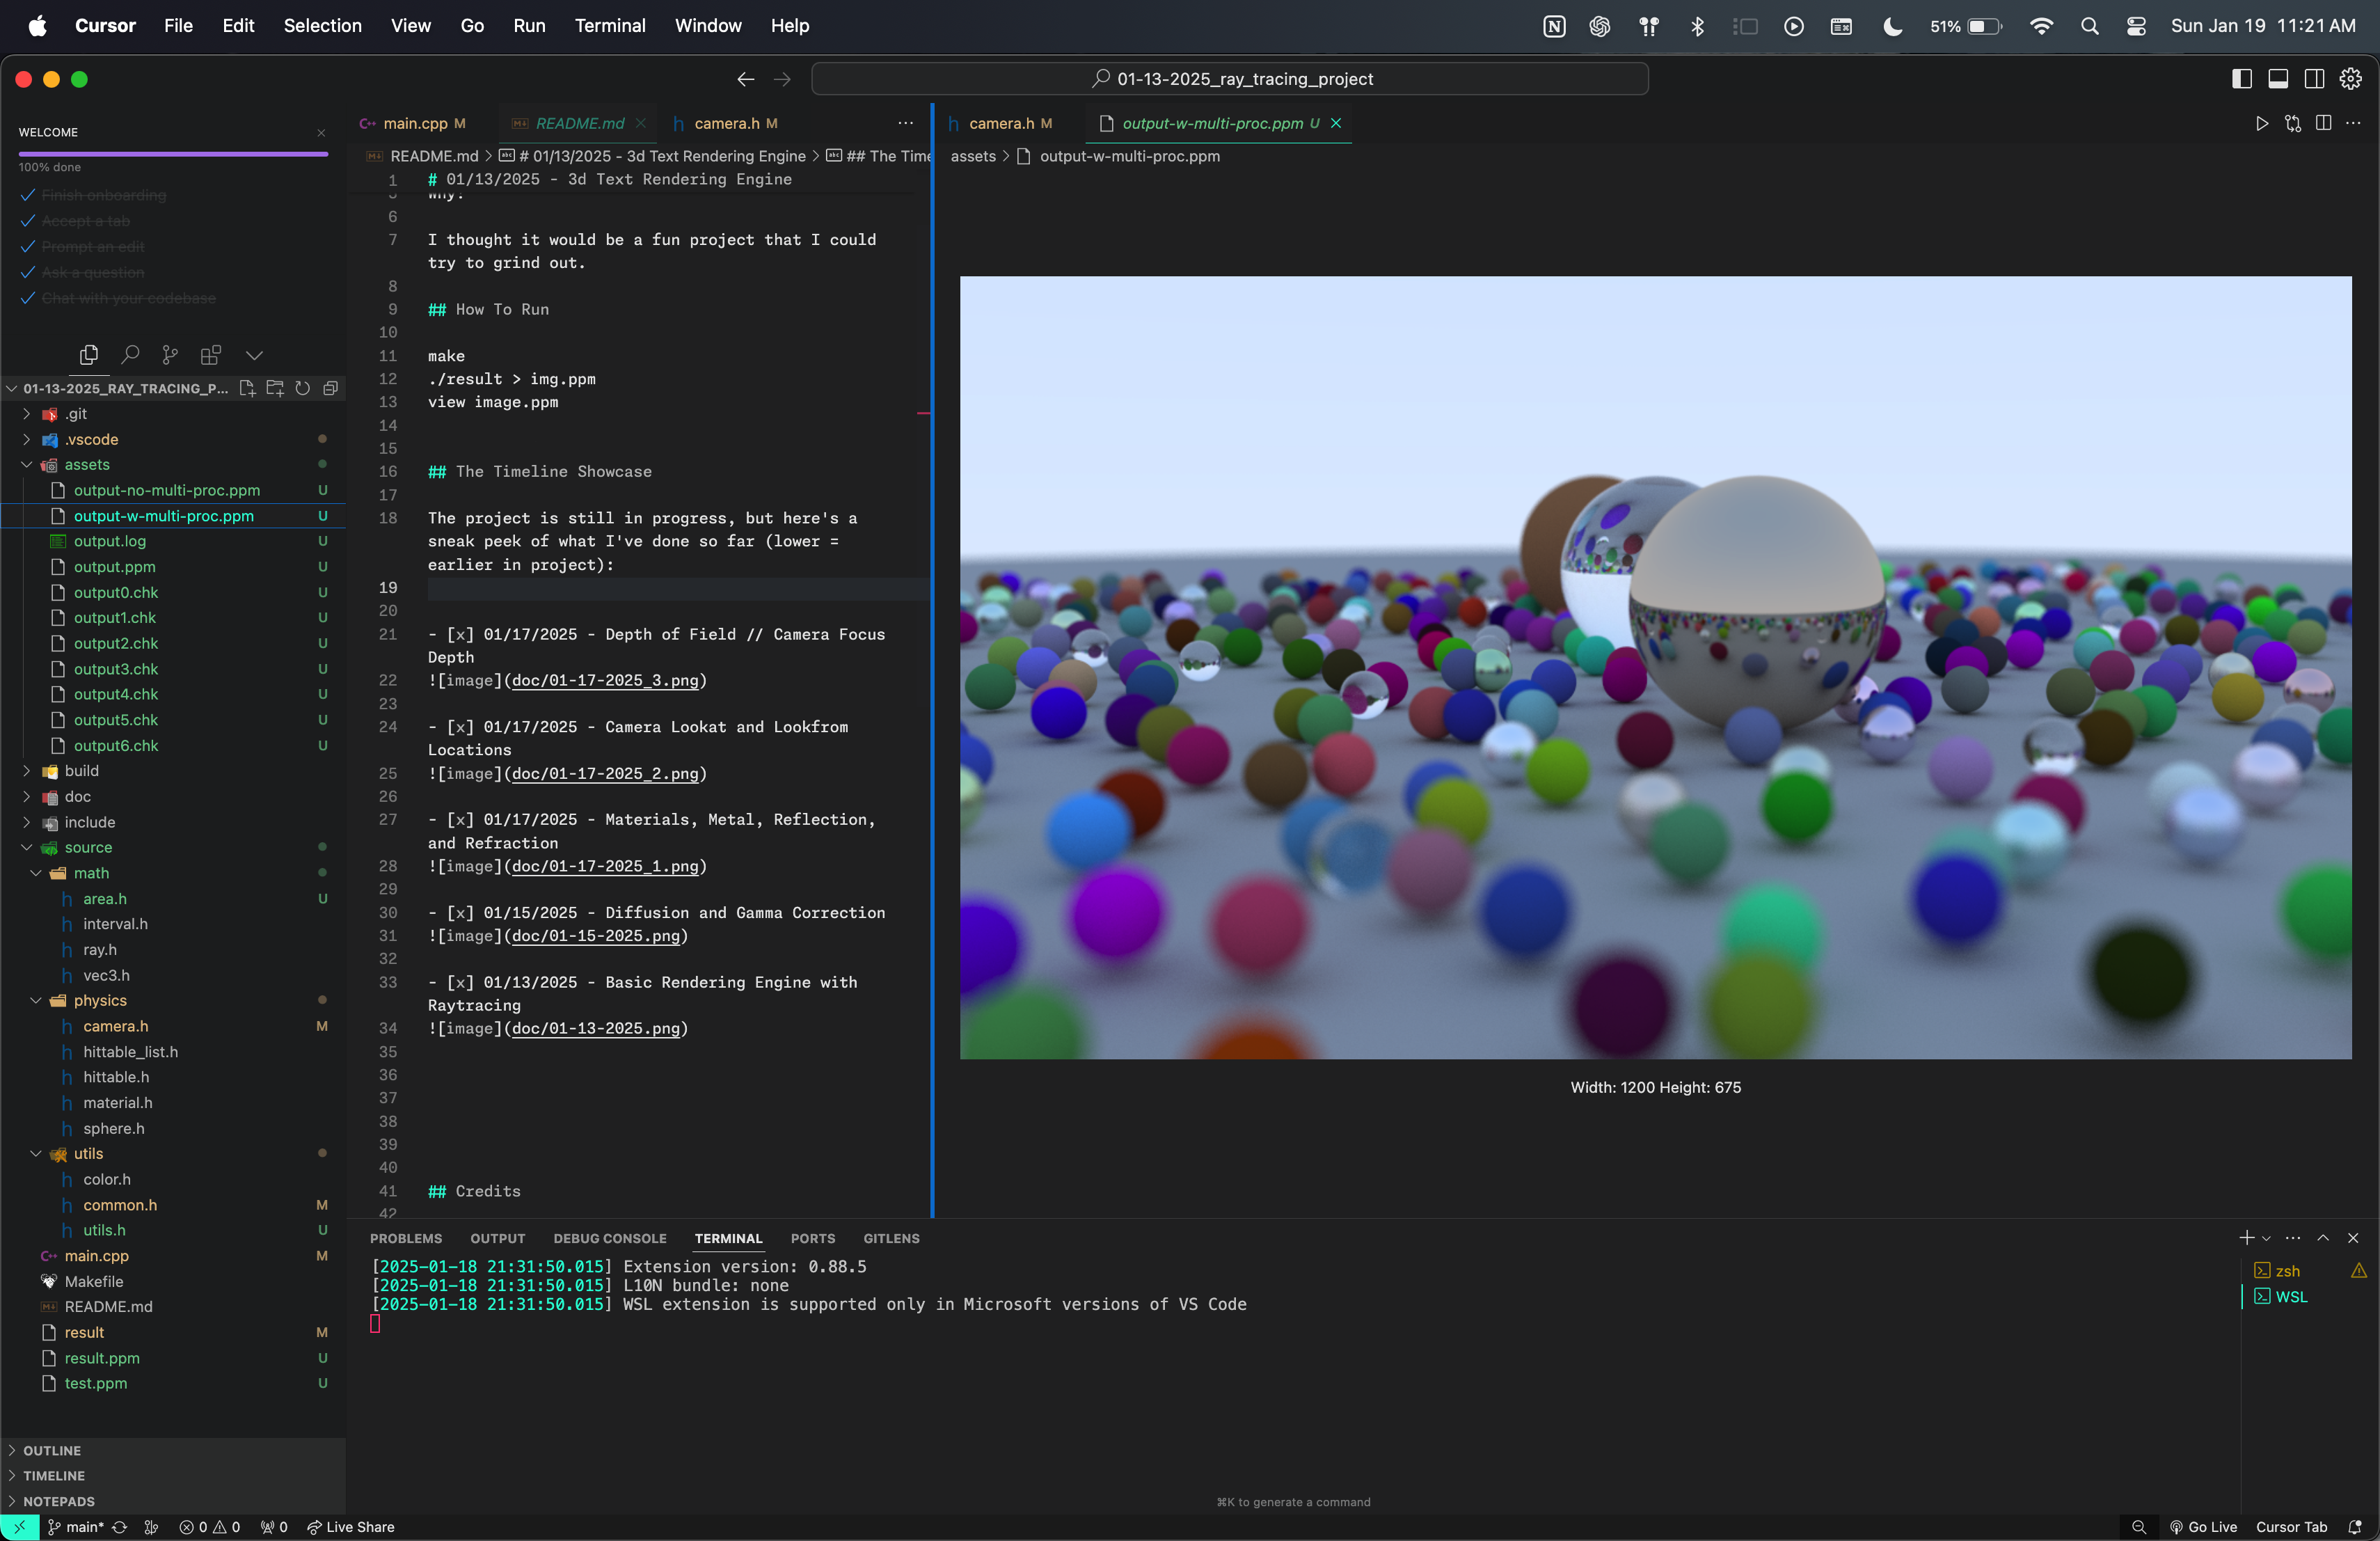 Cursor File Edit Selection View Go Run Terminal Window Help
51% Sun Jan 19 11:21 AM
01-13-2025_ray_tracing_project
WELCOME
100% done
Finish onboarding
Accept a tab
Prompt an edit
Ask a question
Chat with your codebase
01-13-2025_RAY_TRACING_P...
.git
.vscode
assets
output-no-multi-proc.ppm U
output-w-multi-proc.ppm U
output.log U
output.ppm U
output0.chk U
output1.chk U
output2.chk U
output3.chk U
output4.chk U
output5.chk U
output6.chk U
build
doc
include
source
math
area.h U
interval.h
ray.h
vec3.h
physics
camera.h M
hittable_list.h
hittable.h
material.h
sphere.h
utils
color.h
common.h M
utils.h U
main.cpp M
Makefile
README.md
result M
result.ppm U
test.ppm U
OUTLINE
TIMELINE
NOTEPADS
main.cpp M README.md camera.h M
README.md > # 01/13/2025 - 3d Text Rendering Engine > ## The Time
1 # 01/13/2025 - 3d Text Rendering Engine
5 Why?
6
7 I thought it would be a fun project that I could
try to grind out.
8
9 ## How To Run
10
11 make
12 ./result > img.ppm
13 view image.ppm
14
15
16 ## The Timeline Showcase
17
18 The project is still in progress, but here's a
sneak peek of what I've done so far (lower =
earlier in project):
19
20
21 - [x] 01/17/2025 - Depth of Field // Camera Focus
Depth
22 ![image](doc/01-17-2025_3.png)
23
24 - [x] 01/17/2025 - Camera Lookat and Lookfrom
Locations
25 ![image](doc/01-17-2025_2.png)
26
27 - [x] 01/17/2025 - Materials, Metal, Reflection,
and Refraction
28 ![image](doc/01-17-2025_1.png)
29
30 - [x] 01/15/2025 - Diffusion and Gamma Correction
31 ![image](doc/01-15-2025.png)
32
33 - [x] 01/13/2025 - Basic Rendering Engine with
Raytracing
34 ![image](doc/01-13-2025.png)
35
36
37
38
39
40
41 ## Credits
42
camera.h M output-w-multi-proc.ppm U
assets > output-w-multi-proc.ppm
Width: 1200 Height: 675
PROBLEMS OUTPUT DEBUG CONSOLE TERMINAL PORTS GITLENS
[2025-01-18 21:31:50.015] Extension version: 0.88.5
[2025-01-18 21:31:50.015] L10N bundle: none
[2025-01-18 21:31:50.015] WSL extension is supported only in Microsoft versions of VS Code
zsh
WSL
⌘K to generate a command
main* 0 0 0 Live Share
Go Live Cursor Tab